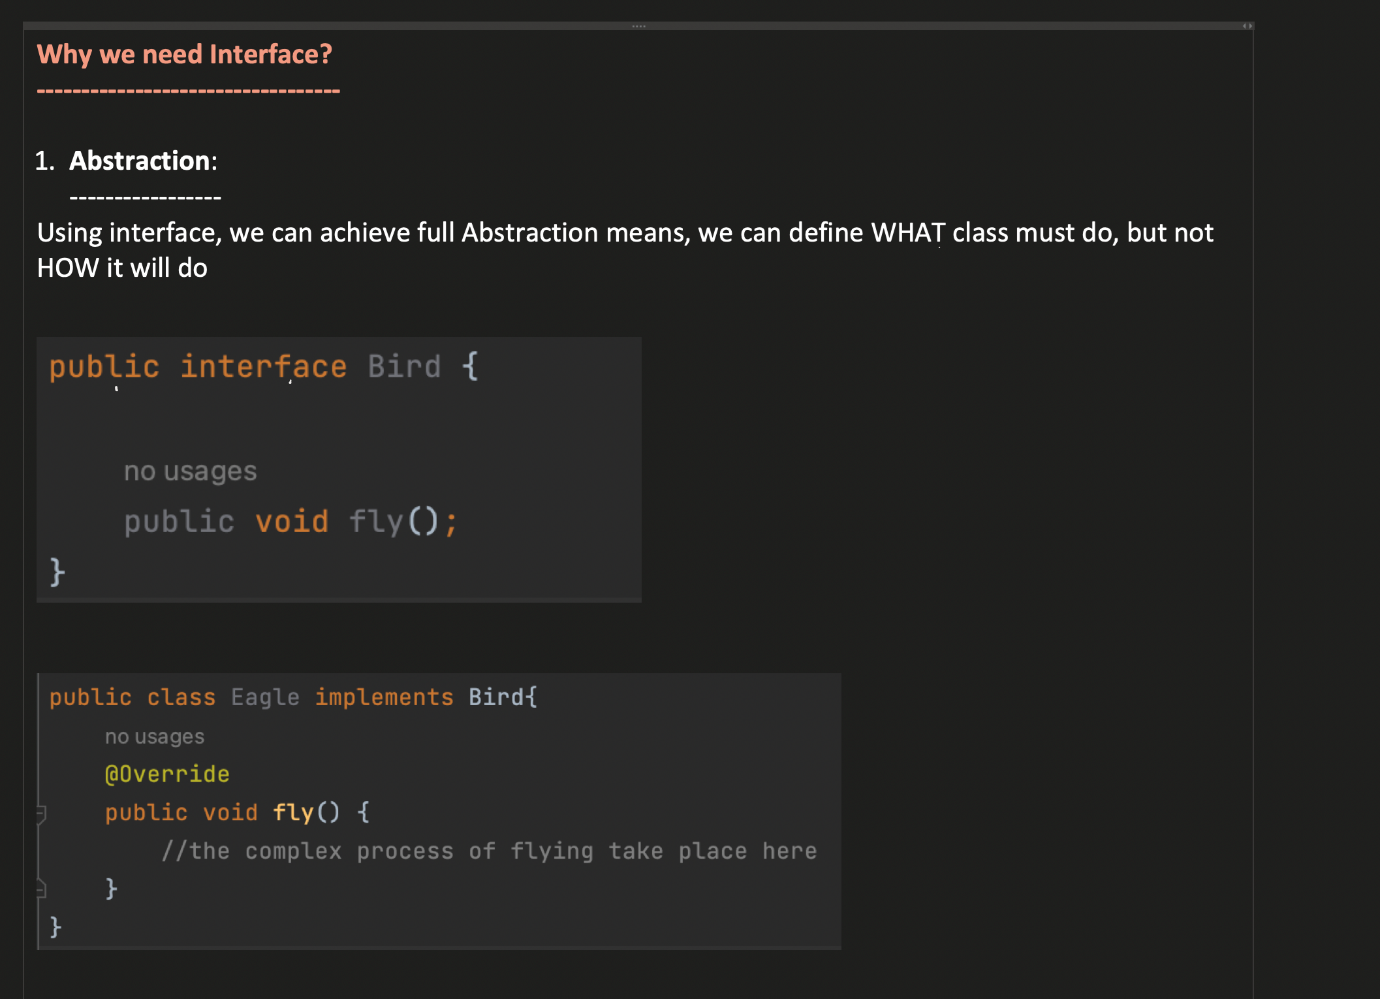 Why we need Interface?
----------------------------------
1. Abstraction:
-----------------
Using interface, we can achieve full Abstraction means, we can define WHAT class must do, but not
HOW it will do
public interface Bird {
no usages
public void fly();
}
public class Eagle implements Bird{
no usages
@Override
public void fly() {
//the complex process of flying take place here
}
}